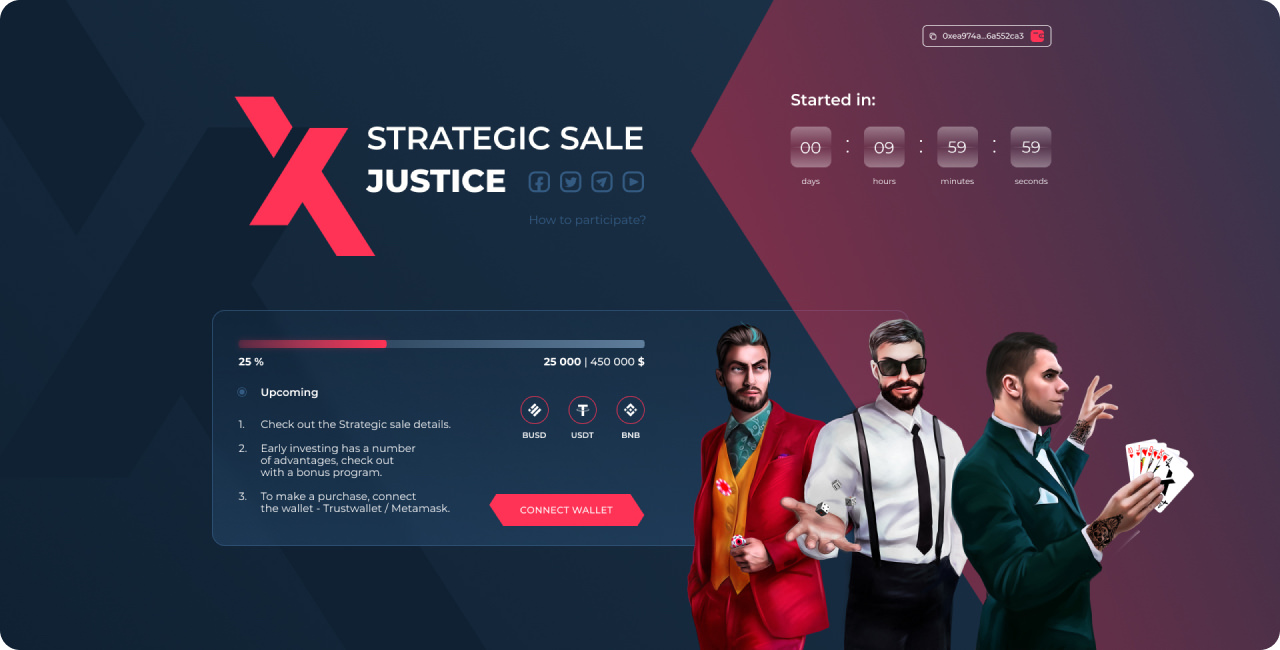 0xea974a...6a552ca3
Started in:
00 : 09 : 59 : 59
days hours minutes seconds
STRATEGIC SALE
JUSTICE
How to participate?
25 %
25 000 | 450 000 $
Upcoming
1. Check out the Strategic sale details.
2. Early investing has a number
of advantages, check out
with a bonus program.
3. To make a purchase, connect
the wallet - Trustwallet / Metamask.
BUSD USDT BNB
CONNECT WALLET